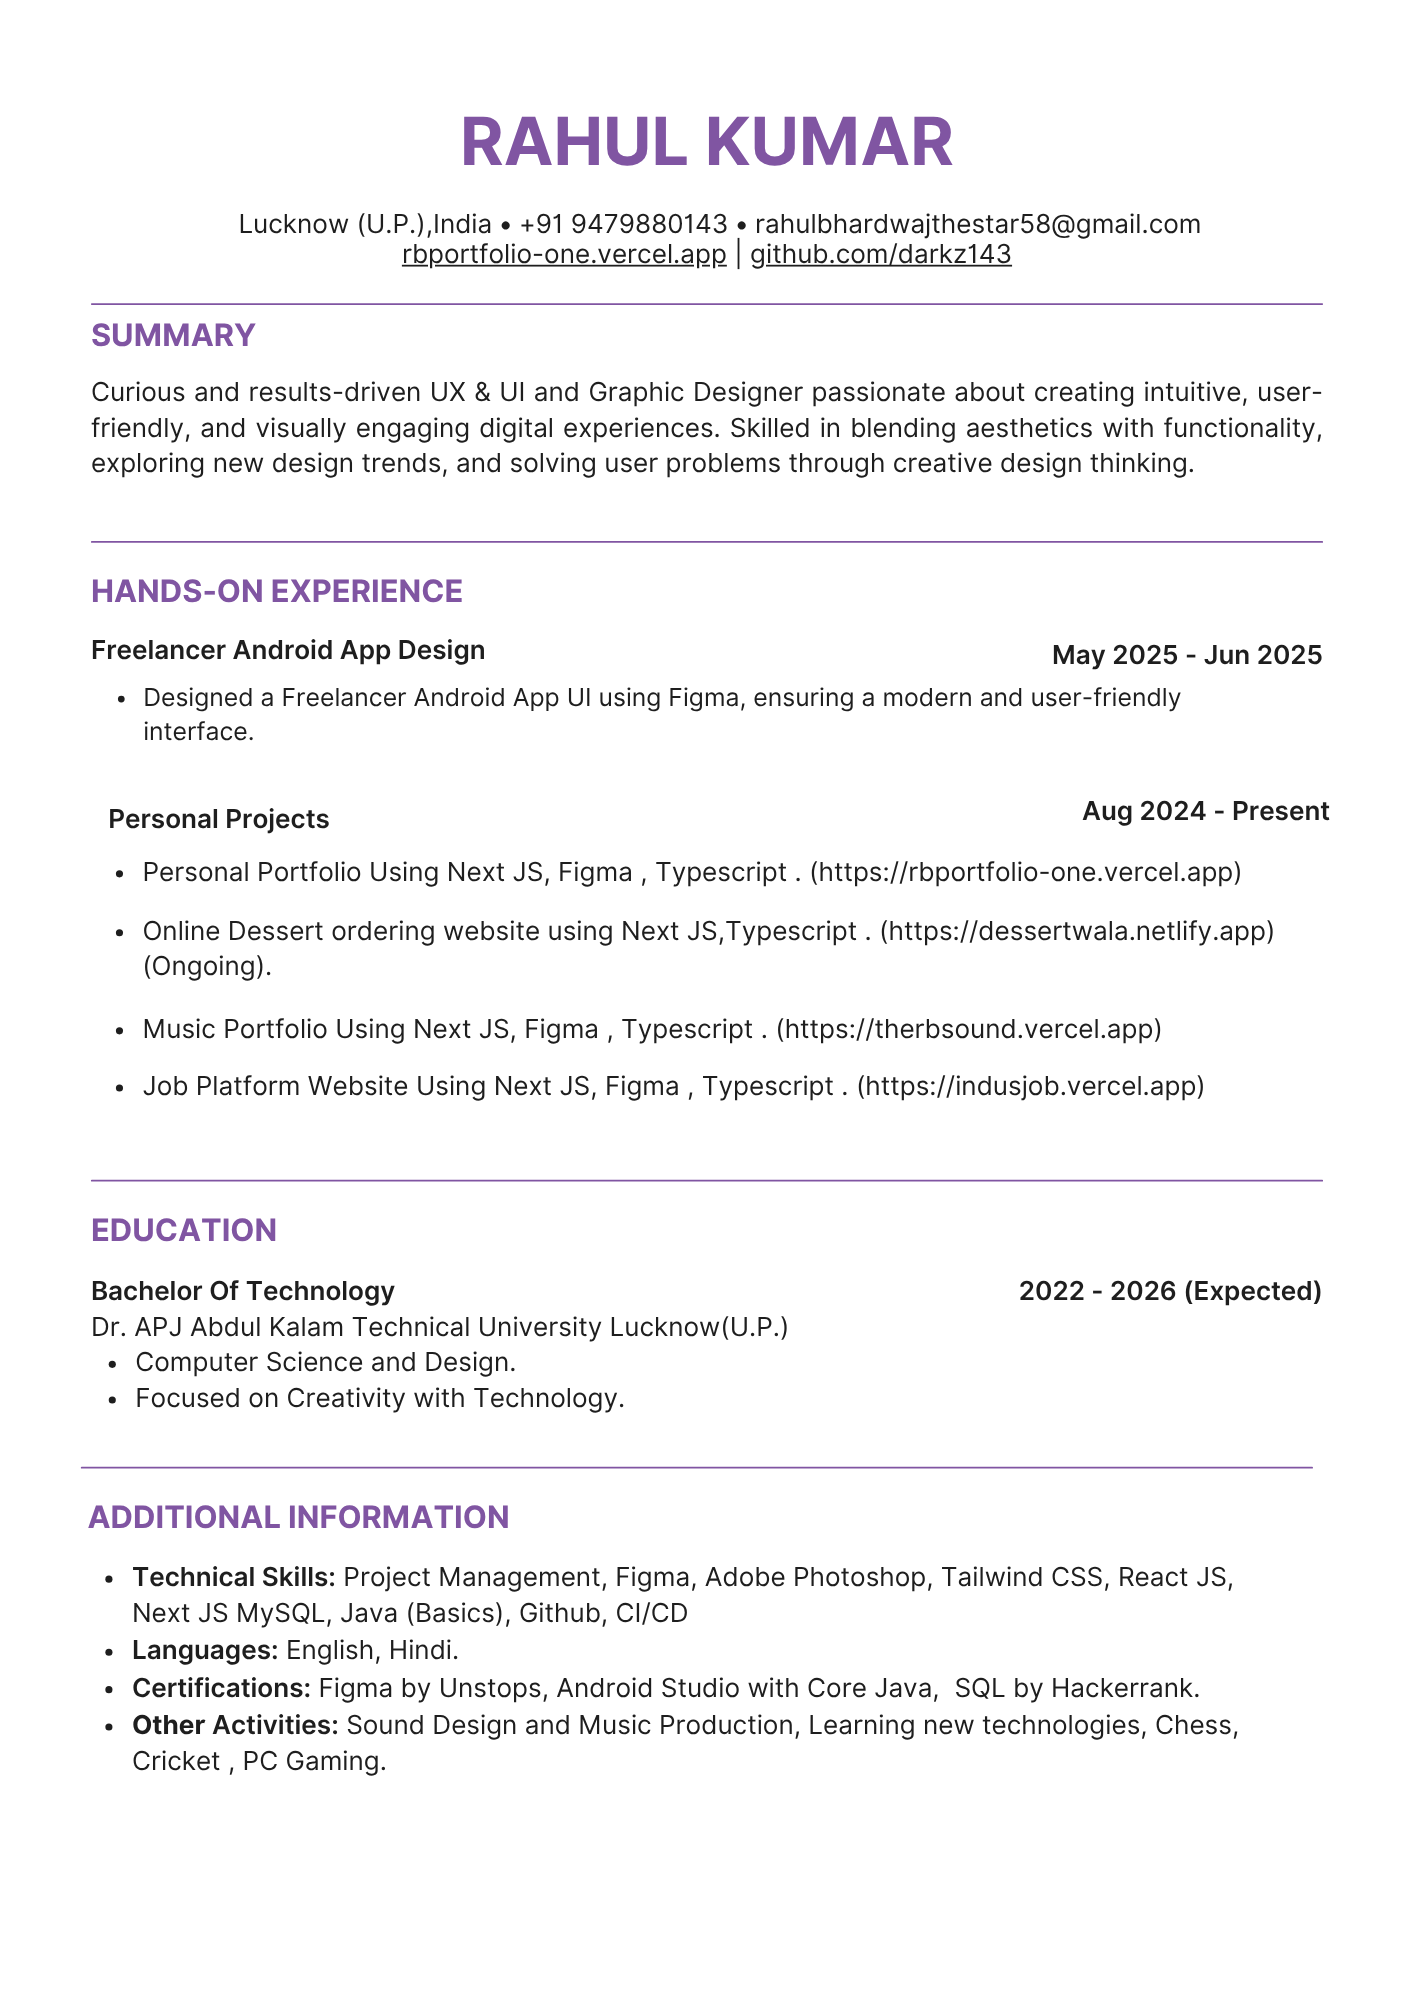 RAHUL KUMAR
Lucknow (U.P.),India • +91 9479880143 • rahulbhardwajthestar58@gmail.com
rbportfolio-one.vercel.app | github.com/darkz143
SUMMARY
Curious and results-driven UX & UI and Graphic Designer passionate about creating intuitive, user-
friendly, and visually engaging digital experiences. Skilled in blending aesthetics with functionality,
exploring new design trends, and solving user problems through creative design thinking.
HANDS-ON EXPERIENCE
Freelancer Android App Design May 2025 - Jun 2025
• Designed a Freelancer Android App UI using Figma, ensuring a modern and user-friendly
interface.
Personal Projects Aug 2024 - Present
• Personal Portfolio Using Next JS, Figma , Typescript . (https://rbportfolio-one.vercel.app)
• Online Dessert ordering website using Next JS,Typescript . (https://dessertwala.netlify.app)
(Ongoing).
• Music Portfolio Using Next JS, Figma , Typescript . (https://therbsound.vercel.app)
• Job Platform Website Using Next JS, Figma , Typescript . (https://indusjob.vercel.app)
EDUCATION
Bachelor Of Technology 2022 - 2026 (Expected)
Dr. APJ Abdul Kalam Technical University Lucknow(U.P.)
• Computer Science and Design.
• Focused on Creativity with Technology.
ADDITIONAL INFORMATION
• Technical Skills: Project Management, Figma, Adobe Photoshop, Tailwind CSS, React JS,
Next JS MySQL, Java (Basics), Github, CI/CD
• Languages: English, Hindi.
• Certifications: Figma by Unstops, Android Studio with Core Java,  SQL by Hackerrank.
• Other Activities: Sound Design and Music Production, Learning new technologies, Chess,
Cricket , PC Gaming.